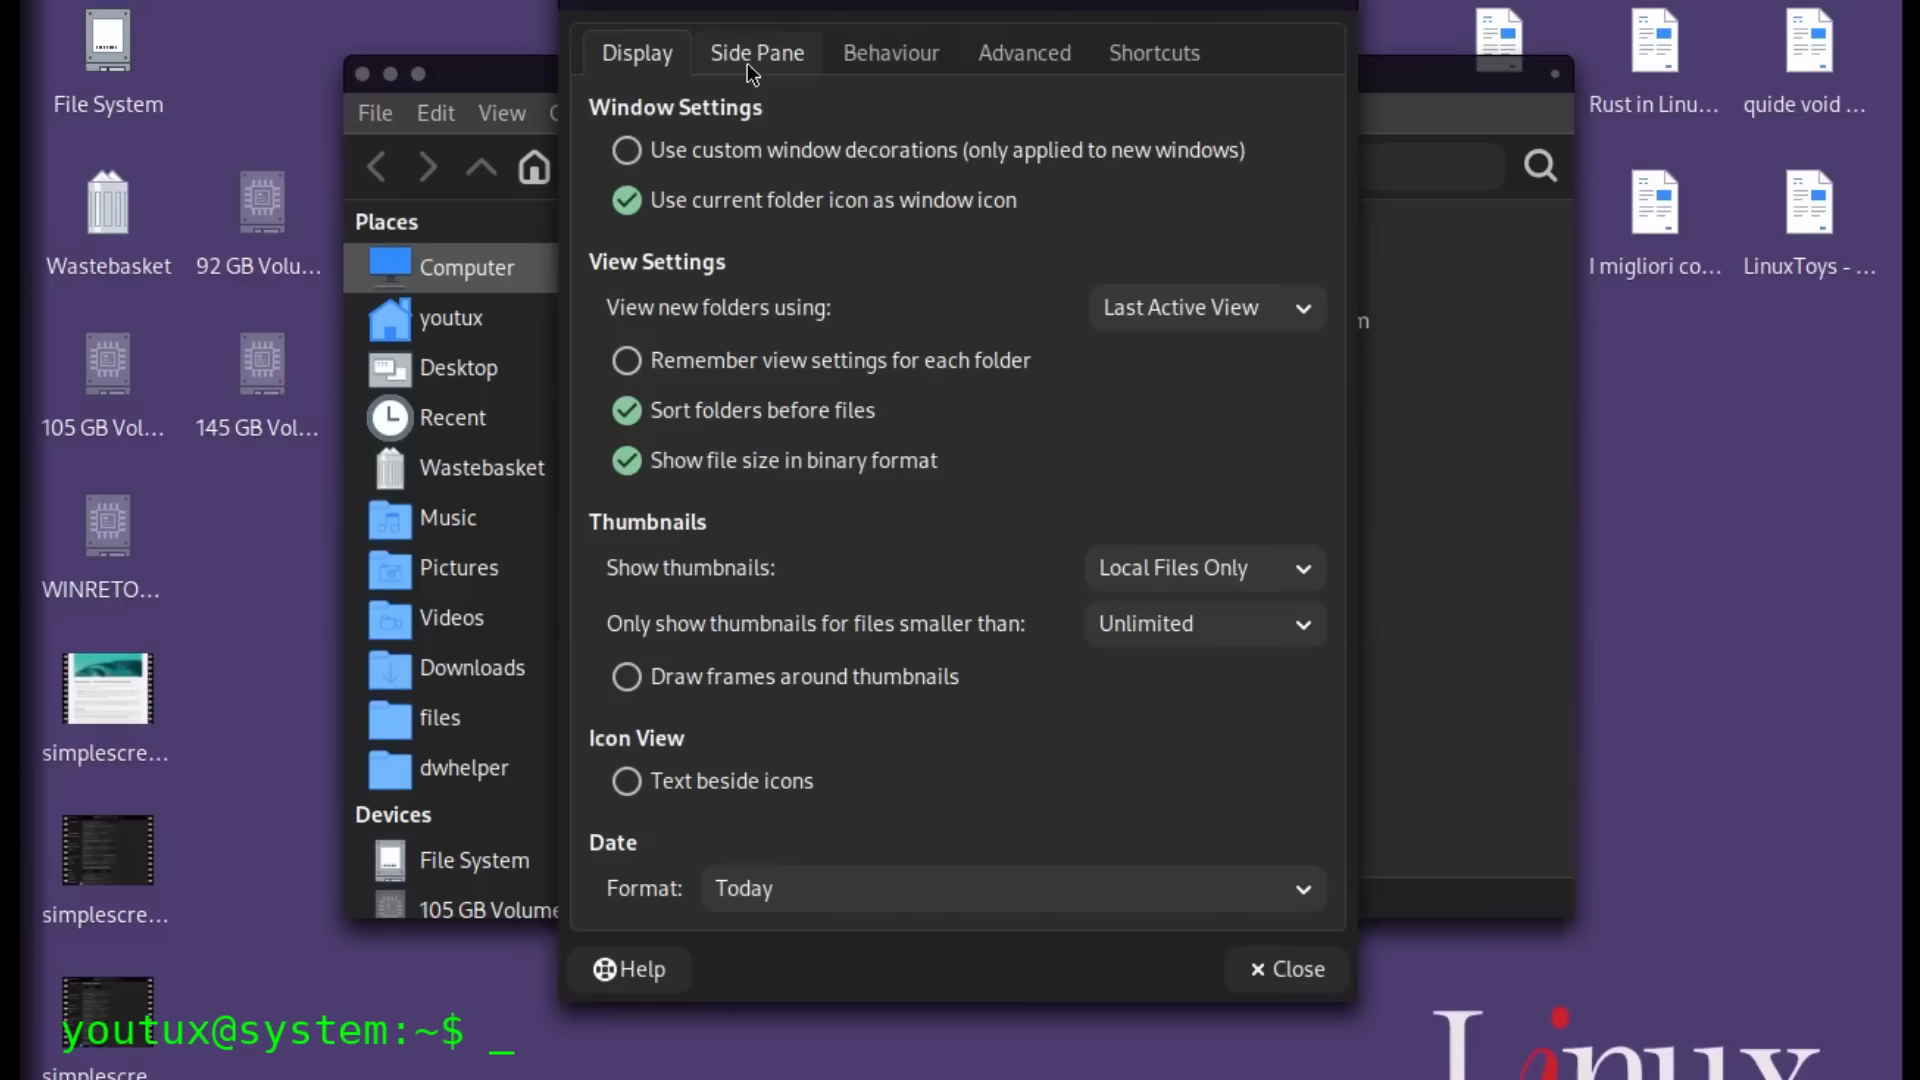 File System
Wastebasket
92 GB Volu...
105 GB Vol...
145 GB Vol...
WINRETO...
simplescre...
simplescre...
simplescre
File Edit View
Places
Computer
youtux
Desktop
Recent
Wastebasket
Music
Pictures
Videos
Downloads
files
dwhelper
Devices
File System
105 GB Volume
Display Side Pane Behaviour Advanced Shortcuts
Window Settings
Use custom window decorations (only applied to new windows)
Use current folder icon as window icon
View Settings
View new folders using: Last Active View
Remember view settings for each folder
Sort folders before files
Show file size in binary format
Thumbnails
Show thumbnails: Local Files Only
Only show thumbnails for files smaller than: Unlimited
Draw frames around thumbnails
Icon View
Text beside icons
Date
Format: Today
Help
Close
Rust in Linu...
quide void ...
I migliori co...
LinuxToys - ...
youtux@system:~$ _
Linux